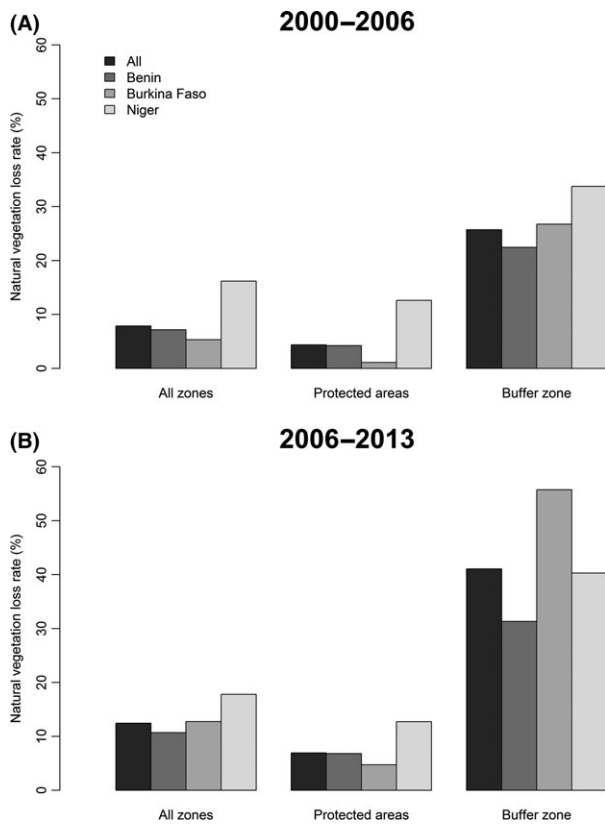 (A)
2000–2006
Natural vegetation loss rate (%)
60
50
40
30
20
10
0
All
Benin
Burkina Faso
Niger
All zones
Protected areas
Buffer zone
(B)
2006–2013
Natural vegetation loss rate (%)
60
50
40
30
20
10
0
All zones
Protected areas
Buffer zone